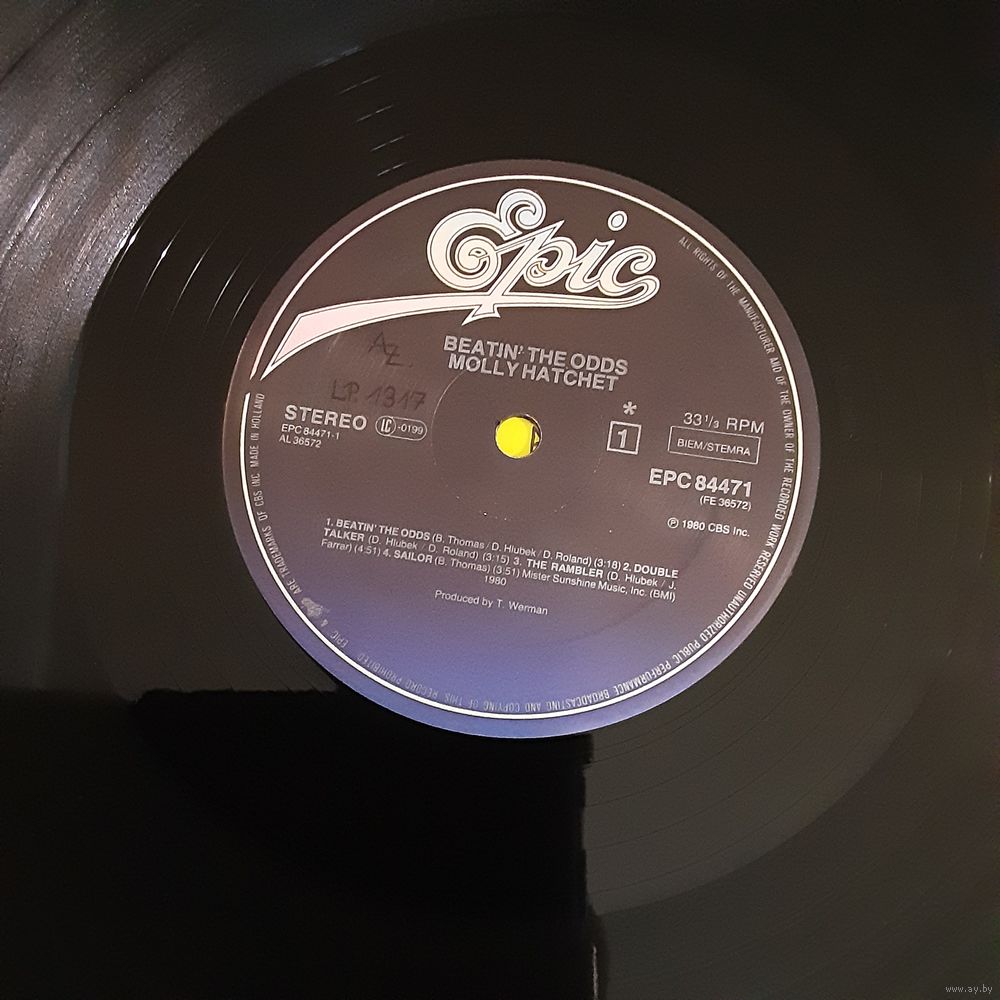 Epic
BEATIN' THE ODDS
MOLLY HATCHET
AZ.
LP. 1317
STEREO LC -0199
EPC 84471-1
AL 36572
*
1
33 1/3 RPM
BIEM/STEMRA
EPC 84471
(FE 36572)
℗ 1980 CBS Inc.
1. BEATIN' THE ODDS (B. Thomas / D. Hlubek / D. Roland) (3:18) 2. DOUBLE
TALKER (D. Hlubek / D. Roland) (3:15) 3. THE RAMBLER (D. Hlubek / J.
Farrar) (4:51) 4. SAILOR (B. Thomas) (3:51) Mister Sunshine Music, Inc. (BMI)
1980
Produced by T. Werman
ALL RIGHTS OF THE MANUFACTURER AND OF THE OWNER OF THE RECORDED WORK RESERVED UNAUTHORIZED PUBLIC PERFORMANCE BROADCASTING AND COPYING OF THIS RECORD PROHIBITED
EPIC & ARE TRADEMARKS OF CBS INC. MADE IN HOLLAND
www.ay.by